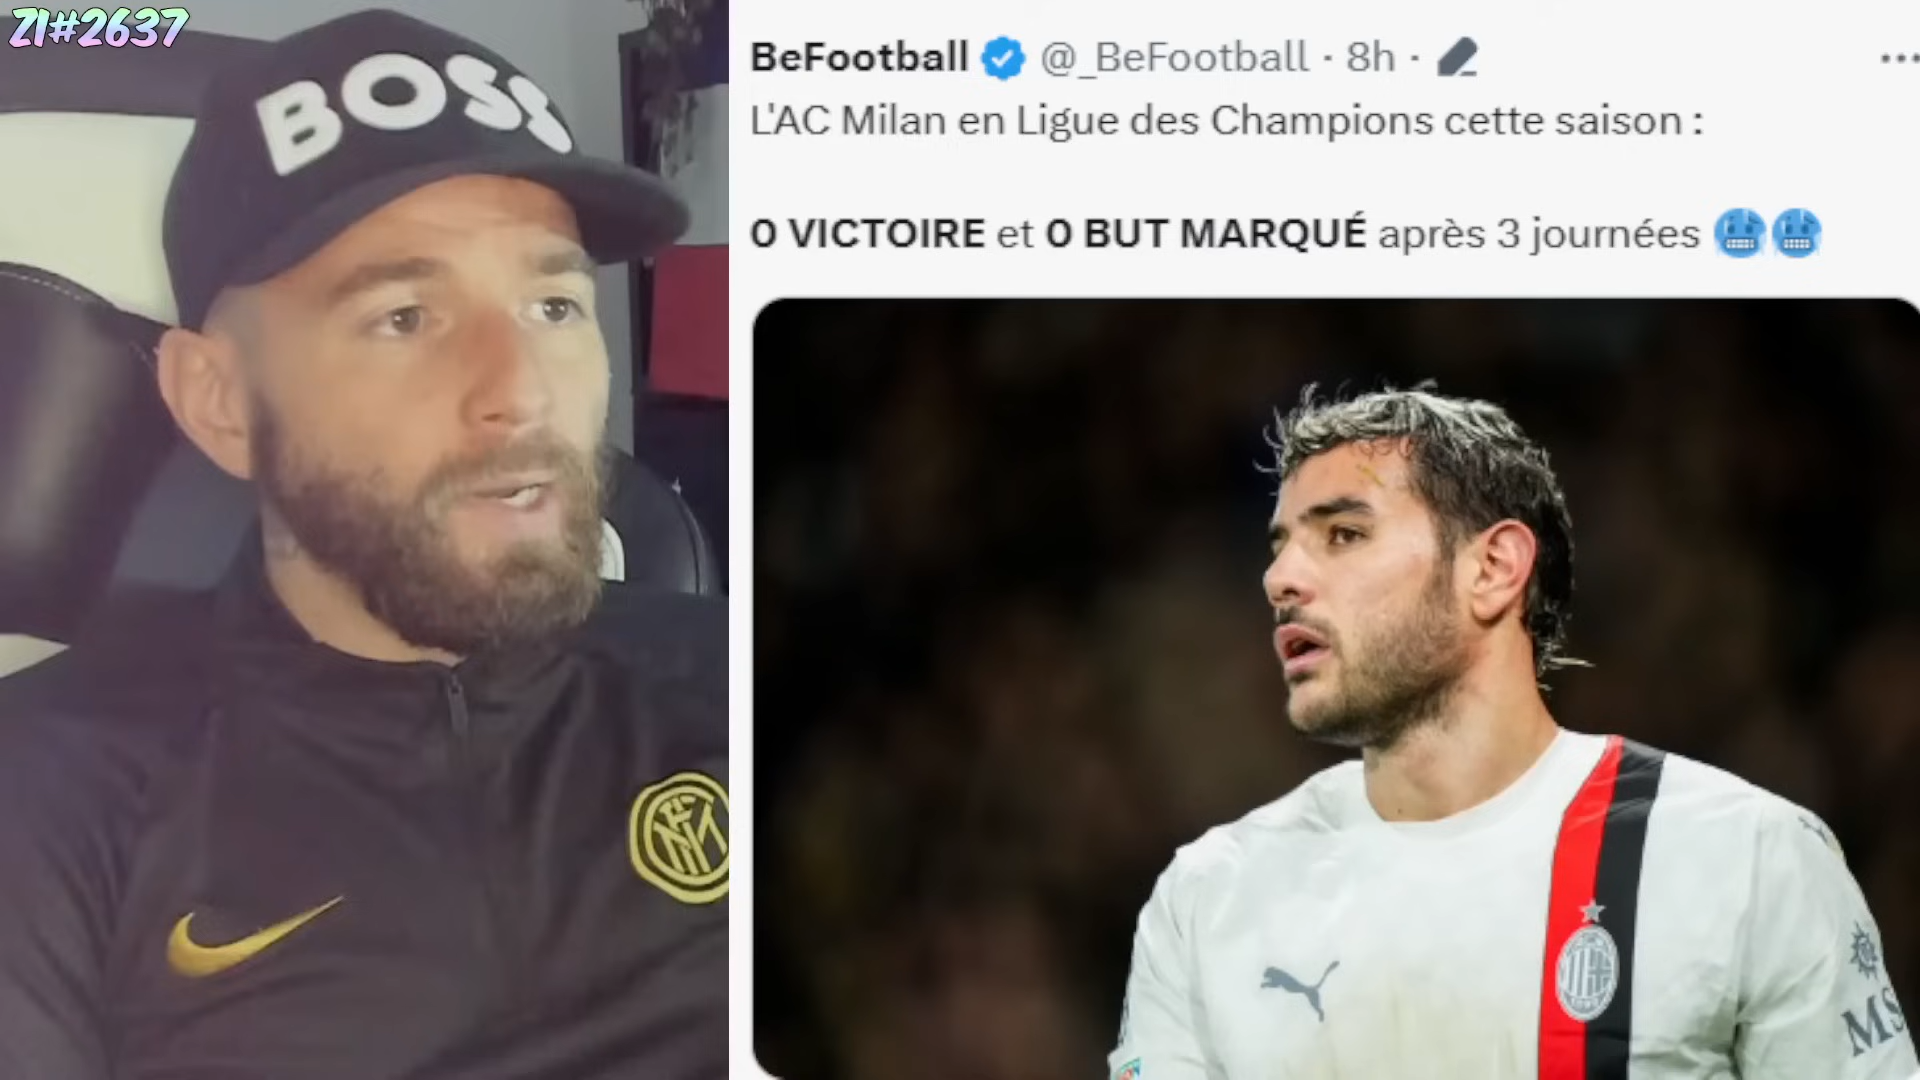 ZI#2637
BOSS
BeFootball @_BeFootball · 8h ·
L'AC Milan en Ligue des Champions cette saison :
0 VICTOIRE et 0 BUT MARQUÉ après 3 journées
MS